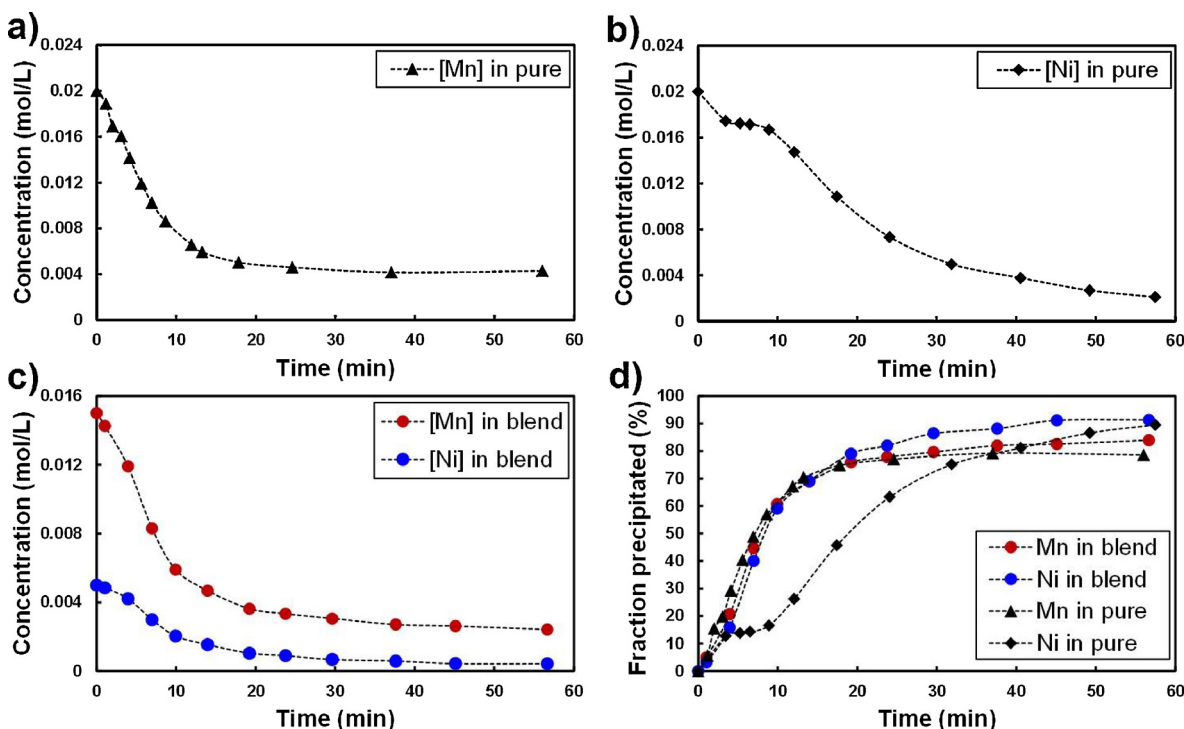 a)
0.024
0.02
0.016
0.012
0.008
0.004
0
Concentration (mol/L)
[Mn] in pure
0 10 20 30 40 50 60
Time (min)
b)
0.024
0.02
0.016
0.012
0.008
0.004
0
Concentration (mol/L)
[Ni] in pure
0 10 20 30 40 50 60
Time (min)
c)
0.016
0.012
0.008
0.004
0
Concentration (mol/L)
[Mn] in blend
[Ni] in blend
0 10 20 30 40 50 60
Time (min)
d)
100
90
80
70
60
50
40
30
20
10
0
Fraction precipitated (%)
Mn in blend
Ni in blend
Mn in pure
Ni in pure
0 10 20 30 40 50 60
Time (min)